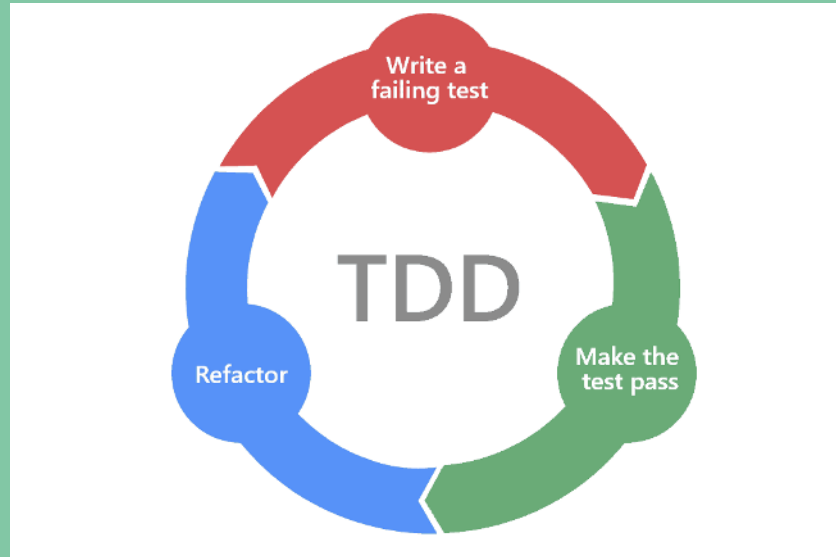 Write a
failing test
TDD
Make the
test pass
Refactor